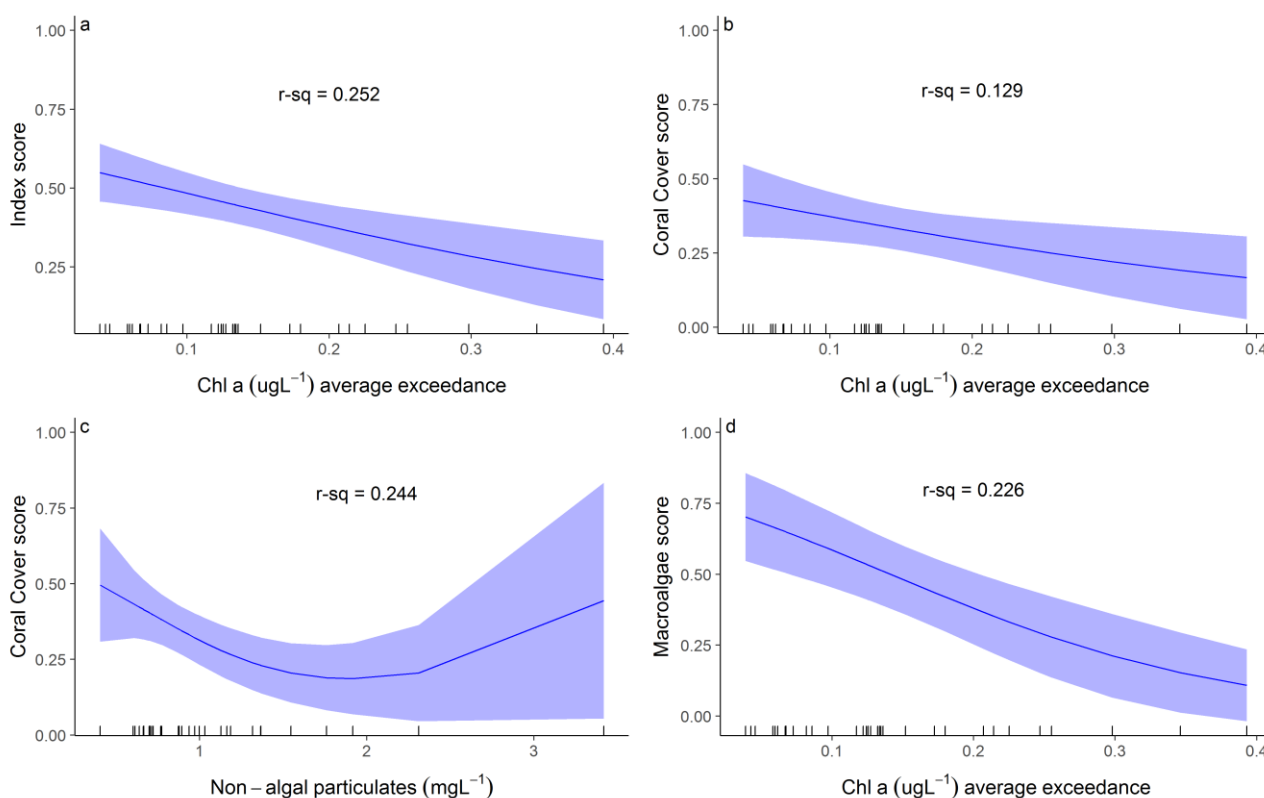 a
1.00
0.75
0.50
0.25
r-sq = 0.252
Index score
0.1 0.2 0.3 0.4
Chl a (ugL⁻¹) average exceedance
b
1.00
0.75
0.50
0.25
0.00
r-sq = 0.129
Coral Cover score
0.1 0.2 0.3 0.4
Chl a (ugL⁻¹) average exceedance
c
1.00
0.75
0.50
0.25
0.00
r-sq = 0.244
Coral Cover score
1 2 3
Non – algal particulates (mgL⁻¹)
d
1.00
0.75
0.50
0.25
0.00
r-sq = 0.226
Macroalgae score
0.1 0.2 0.3 0.4
Chl a (ugL⁻¹) average exceedance